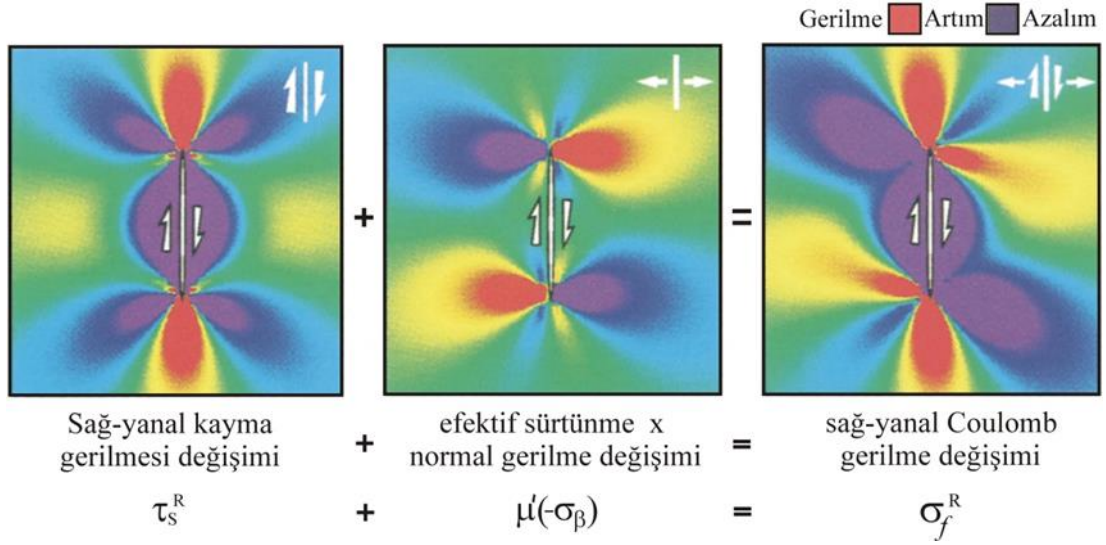 Gerilme Artım Azalım
+ =
Sağ-yanal kayma
gerilmesi değişimi
+
efektif sürtünme x
normal gerilme değişimi
=
sağ-yanal Coulomb
gerilme değişimi
τₛᴿ + μ'(-σᵦ) = σ_fᴿ